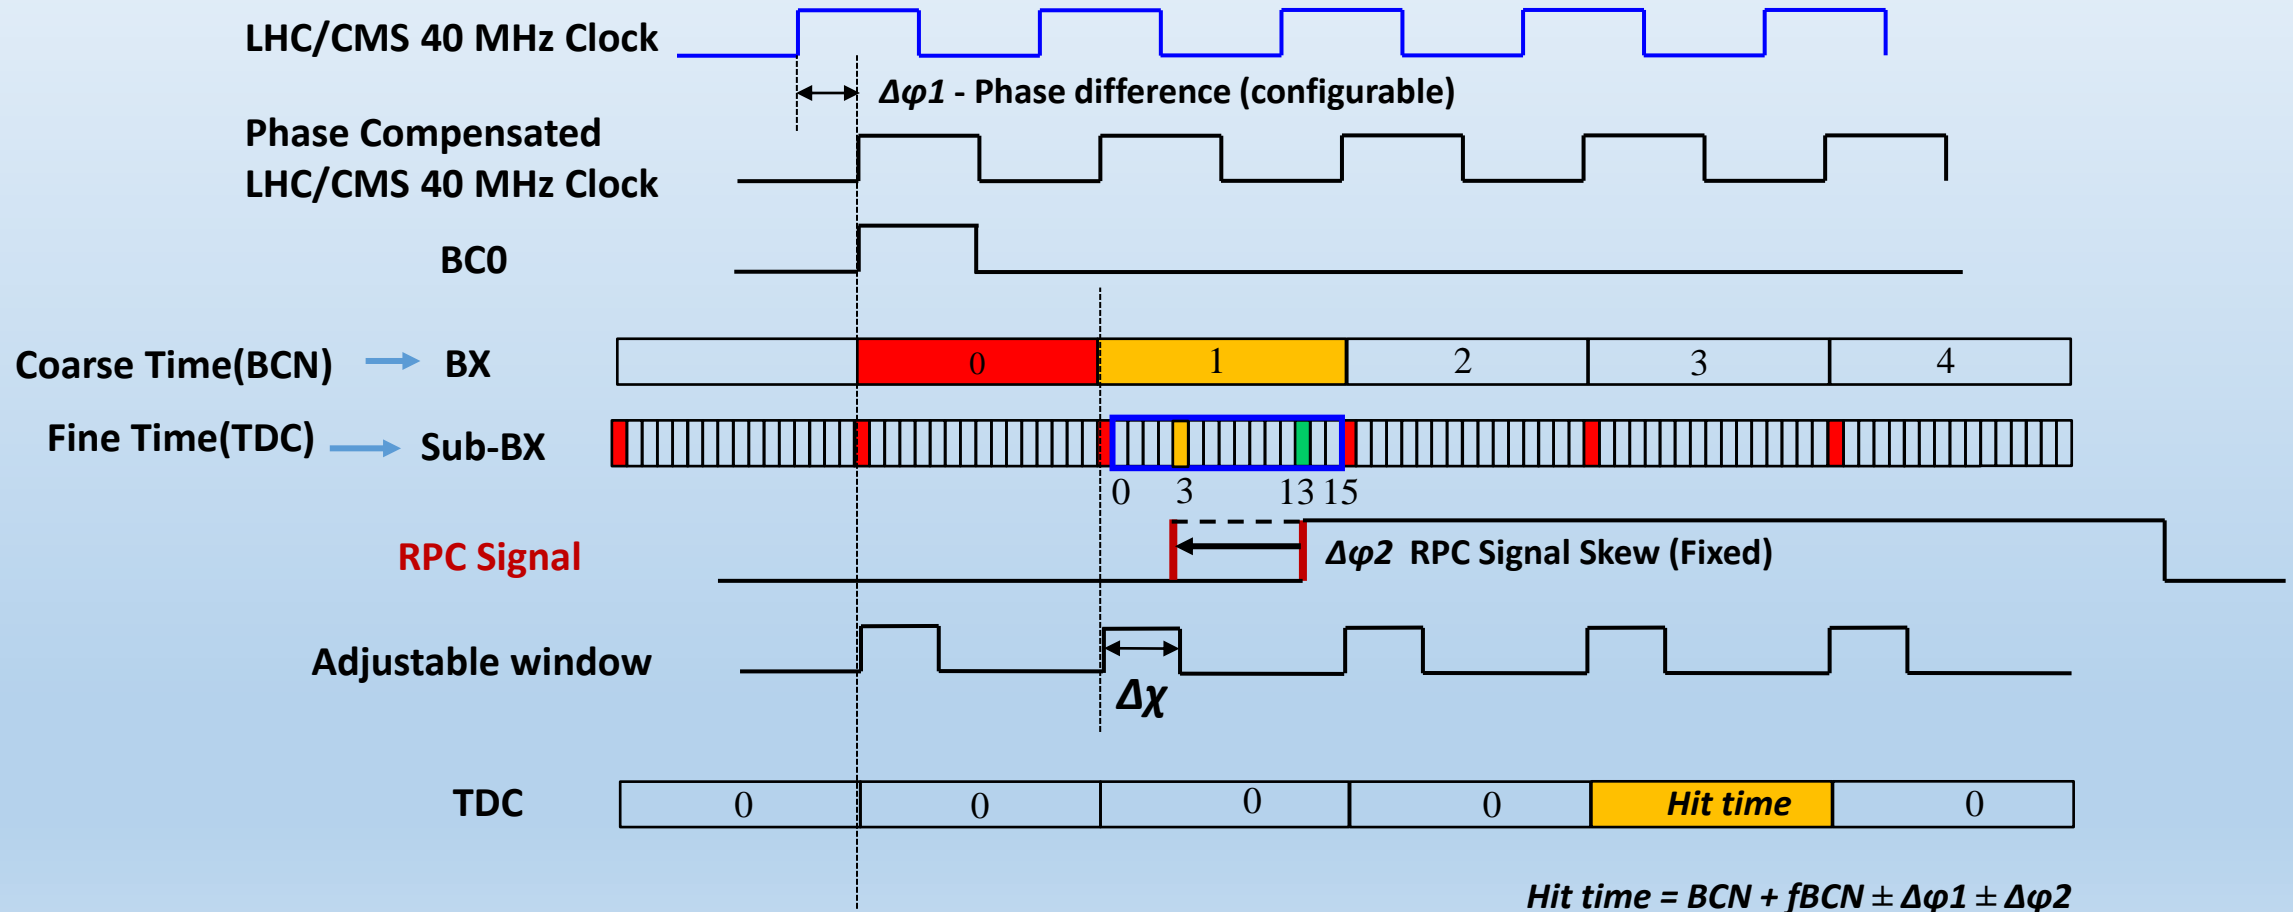 LHC/CMS 40 MHz Clock
Δφ1 - Phase difference (configurable)
Phase Compensated
LHC/CMS 40 MHz Clock
BC0
Coarse Time(BCN) BX 0 1 2 3 4
Fine Time(TDC) Sub-BX
0 3 13 15
RPC Signal Δφ2 RPC Signal Skew (Fixed)
Adjustable window
Δχ
TDC 0 0 0 0 Hit time 0
Hit time = BCN + fBCN ± Δφ1 ± Δφ2